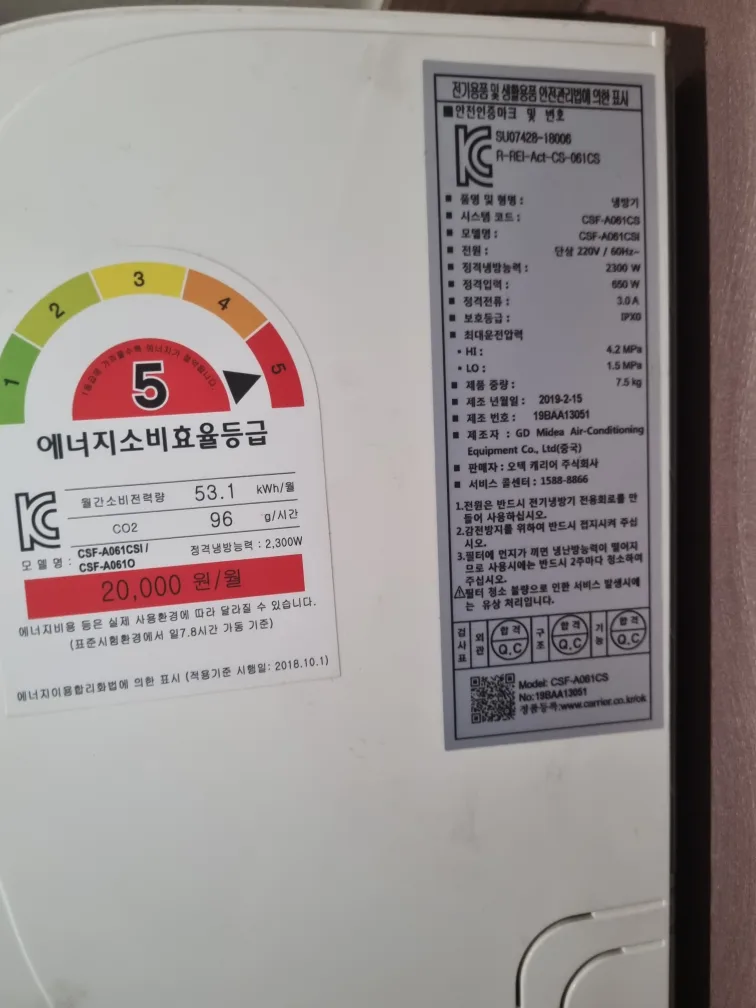 1
2
3
4
5
1등급에 가까울수록 에너지가 절약됩니다.
5
에너지소비효율등급
월간소비전력량 53.1 kWh/월
CO2 96 g/시간
모 델 명 : CSF-A061CSI / 정격냉방능력 : 2,300W
CSF-A061O
20,000 원/월
에너지비용 등은 실제 사용환경에 따라 달라질 수 있습니다.
(표준시험환경에서 일7.8시간 가동 기준)
에너지이용합리화법에 의한 표시 (적용기준 시행일: 2018.10.1)
전기용품 및 생활용품 안전관리법에 의한 표시
■안전인증마크 및 번호
SU07428-18006
R-REI-Act-CS-061CS
■ 품명 및 형명 : 냉방기
■ 시스템 코드 : CSF-A061CS
■ 모델명 : CSF-A061CSI
■ 전원 : 단상 220V / 60Hz~
■ 정격냉방능력 : 2300 W
■ 정격입력 : 650 W
■ 정격전류 : 3.0 A
■ 보호등급 : IPX0
■ 최대운전압력
• HI : 4.2 MPa
• LO : 1.5 MPa
■ 제품 중량 : 7.5 kg
■ 제조 년월일 : 2019-2-15
■ 제조 번호 : 19BAA13051
■ 제조자 : GD Midea Air-Conditioning
Equipment Co., Ltd(중국)
■ 판매자 : 오텍 캐리어 주식회사
■ 서비스 콜센터 : 1588-8866
1.전원은 반드시 전기냉방기 전용회로를 만
들어 사용하십시오.
2.감전방지를 위하여 반드시 접지시켜 주십
시오.
3.필터에 먼지가 끼면 냉난방능력이 떨어지
므로 사용시에는 반드시 2주마다 청소하여
주십시오.
⚠필터 청소 불량으로 인한 서비스 발생시에
는 유상 처리입니다.
검사표 외관 합격 Q.C 구조 합격 Q.C 기능 합격 Q.C
Model: CSF-A061CS
No:19BAA13051
정품등록:www.carrier.co.kr/ok